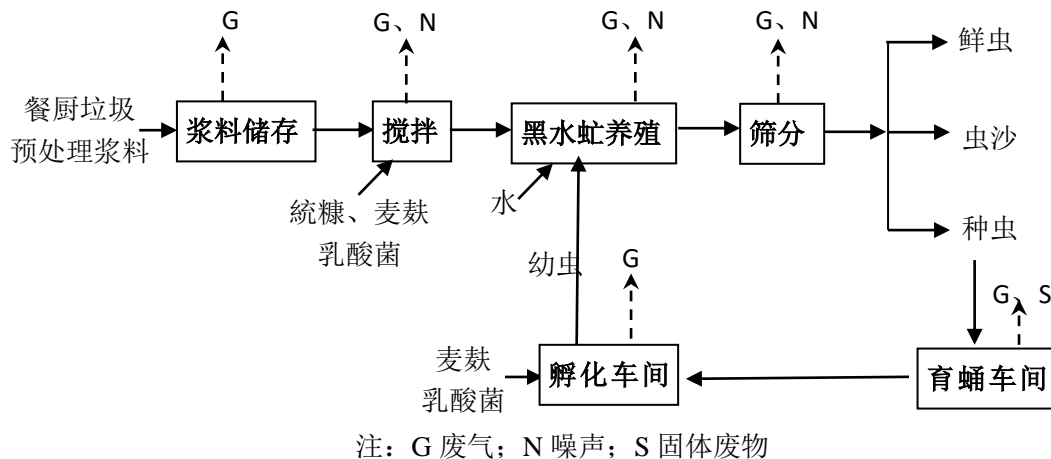 G
G、N
G、N
G、N
鲜虫
餐厨垃圾
预处理浆料
浆料储存
搅拌
黑水虻养殖
筛分
虫沙
統糠、麦麸
乳酸菌
水
种虫
幼虫
G
G、S
麦麸
乳酸菌
孵化车间
育蛹车间
注：G 废气；N 噪声；S 固体废物